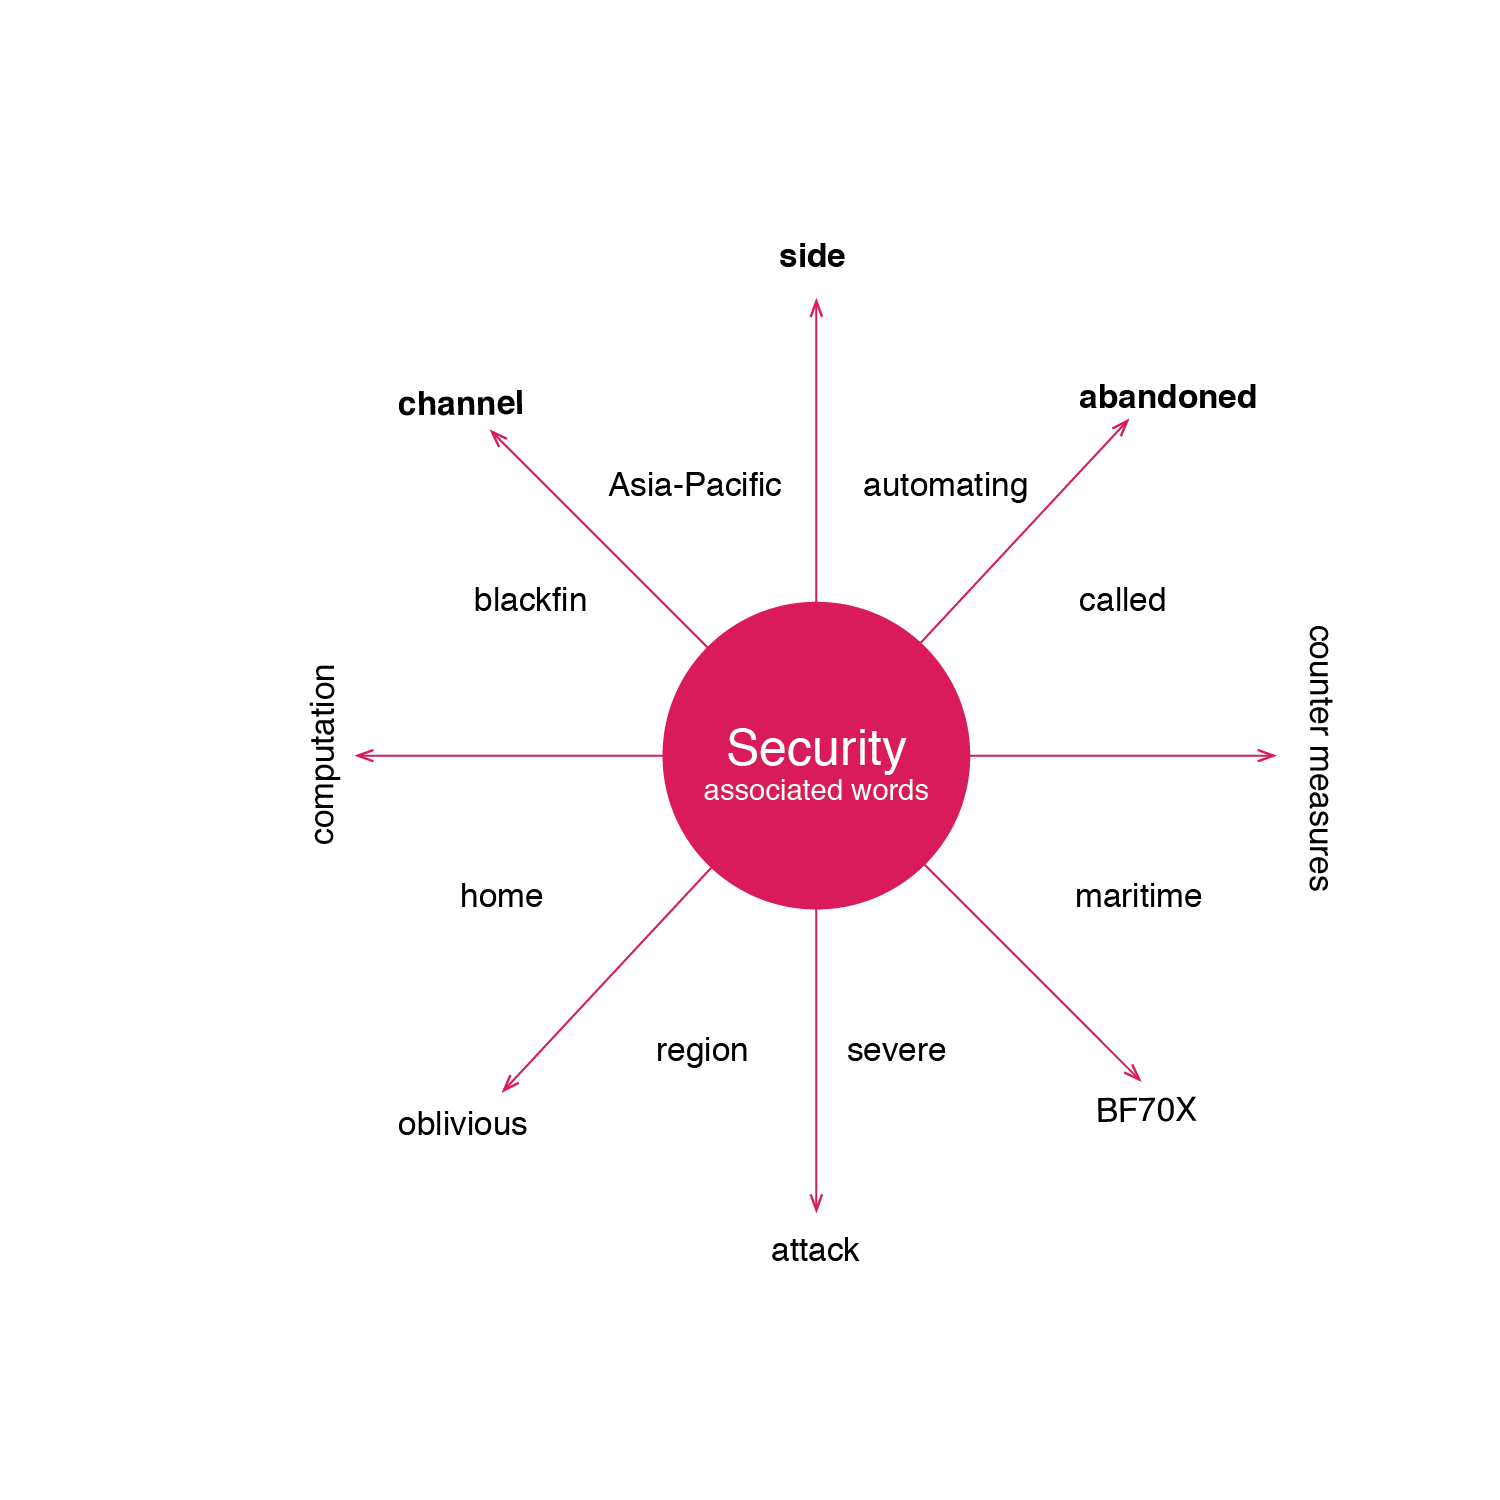 side
channel
abandoned
Asia-Pacific
automating
blackfin
called
computation
Security
associated words
counter measures
home
maritime
region
severe
oblivious
BF70X
attack